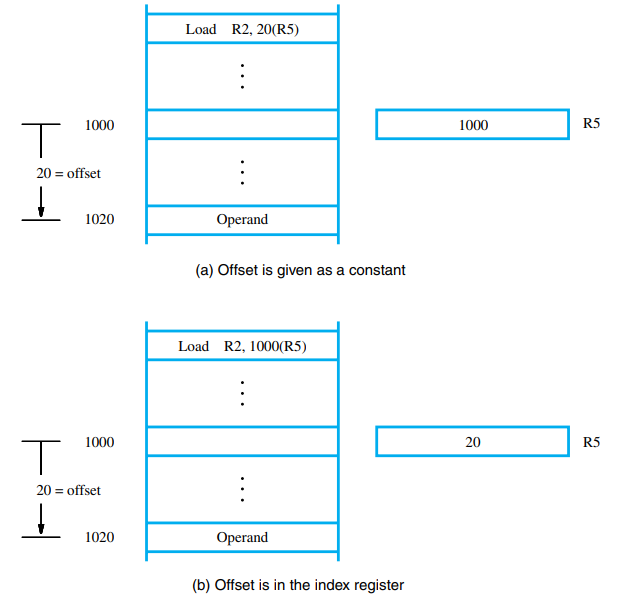 Load R2, 20(R5)
1000
1000
R5
20 = offset
1020
Operand
(a) Offset is given as a constant
Load R2, 1000(R5)
1000
20
R5
20 = offset
1020
Operand
(b) Offset is in the index register